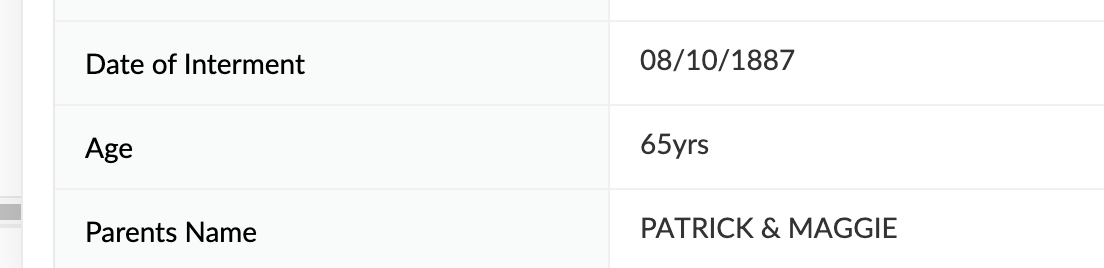 Date of Interment 08/10/1887
Age 65yrs
Parents Name PATRICK & MAGGIE